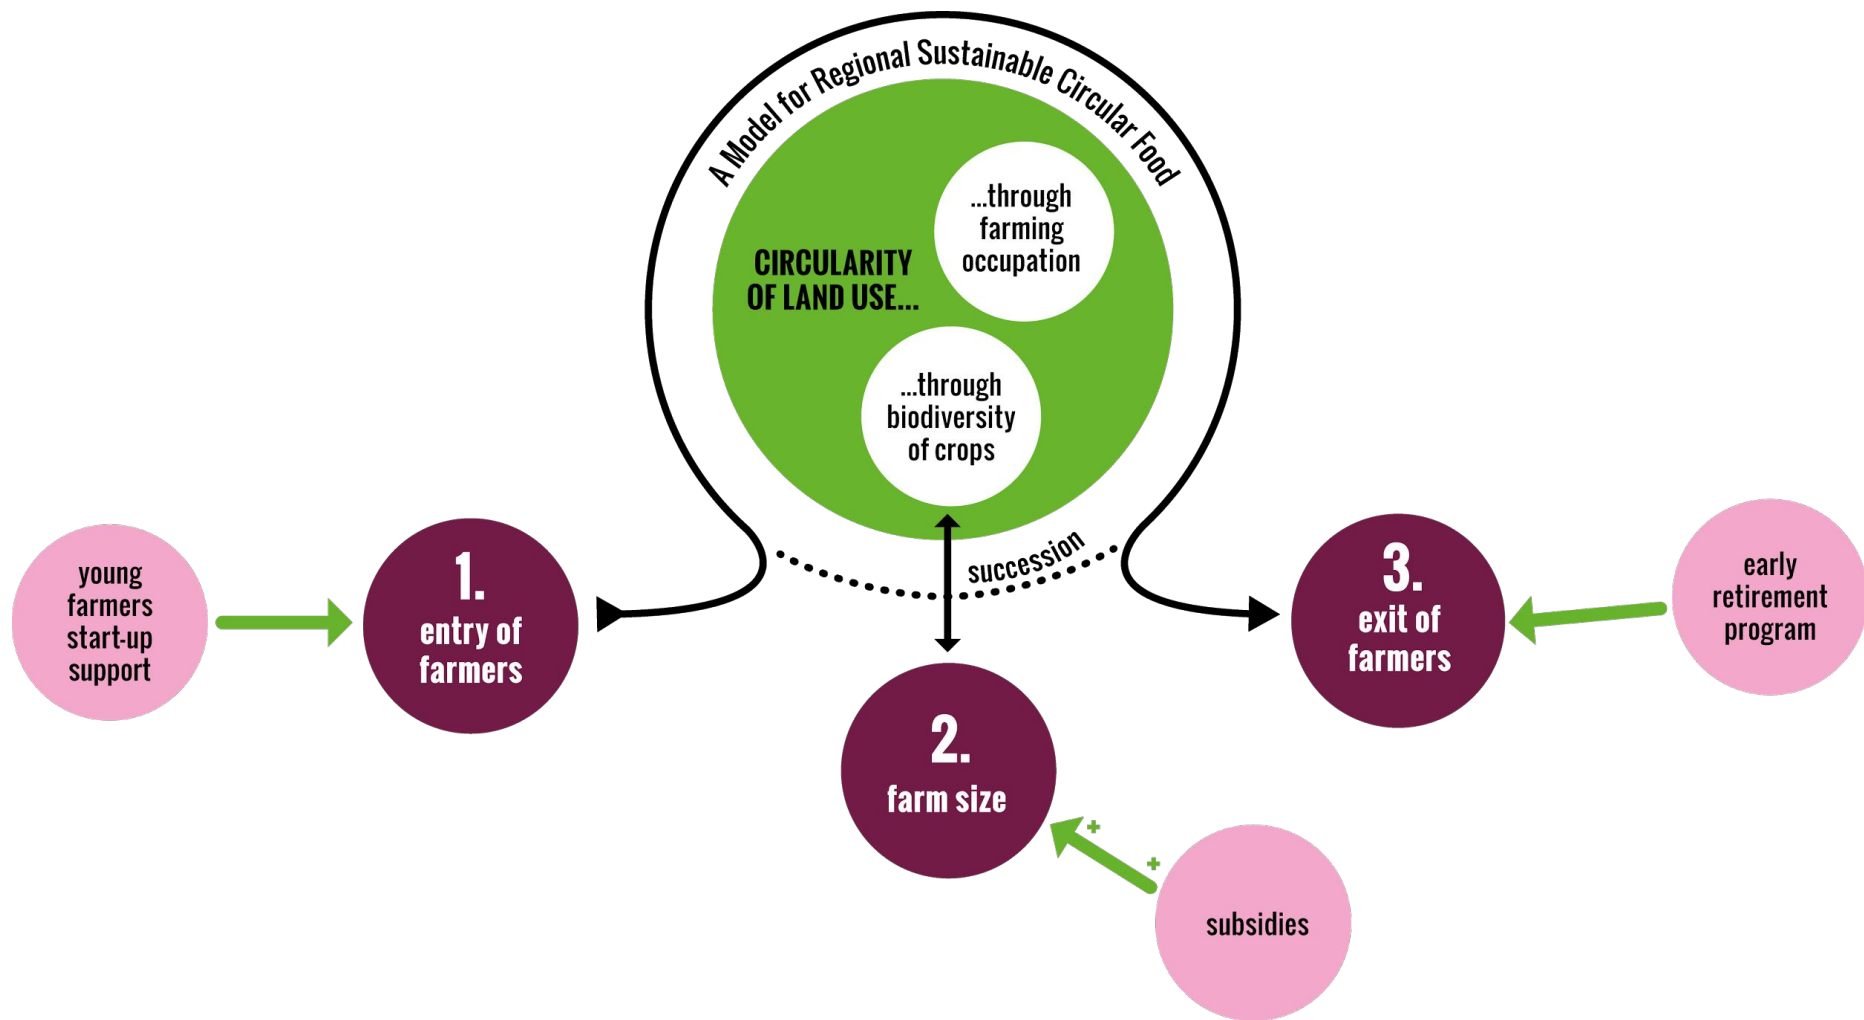 A Model for Regional Sustainable Circular Food
...through
farming
occupation
CIRCULARITY
OF LAND USE...
...through
biodiversity
of crops
succession
young
farmers
start-up
support
1.
entry of
farmers
2.
farm size
3.
exit of
farmers
early
retirement
program
+
+
subsidies